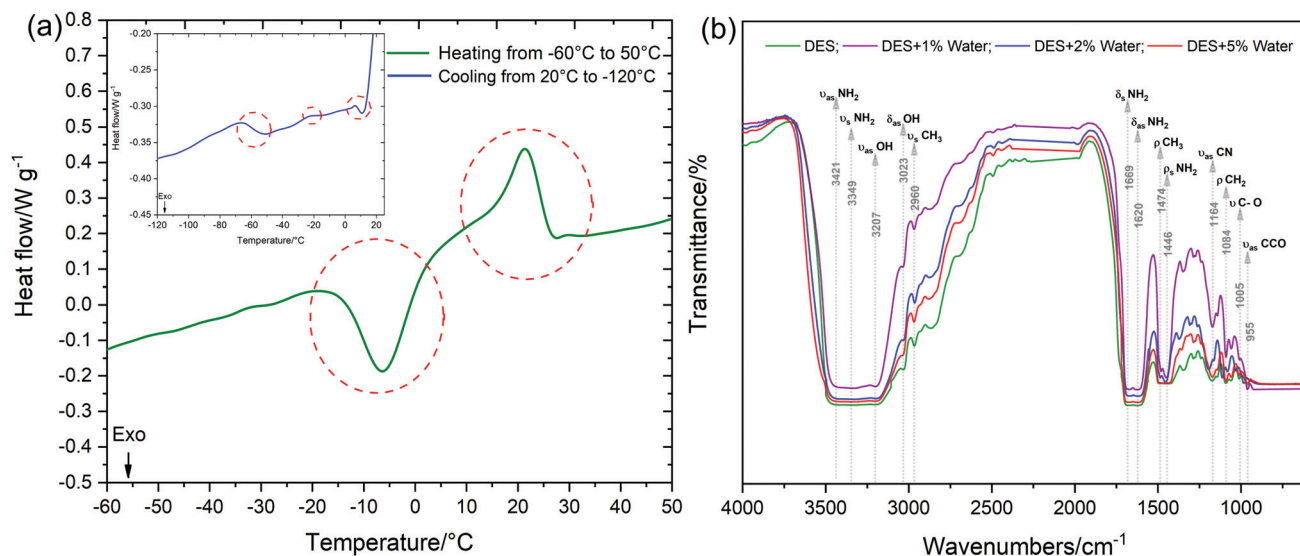 (a)
0.8
0.7
0.6
0.5
0.4
0.3
0.2
0.1
0.0
-0.1
-0.2
-0.3
-0.4
-0.5
Heat flow/W g⁻¹
-60 -50 -40 -30 -20 -10 0 10 20 30 40 50
Temperature/°C
Heating from -60°C to 50°C
Cooling from 20°C to -120°C
Exo
-0.20
-0.25
-0.30
-0.35
-0.40
-0.45
Heat flow/W g⁻¹
Exo
-120 -100 -80 -60 -40 -20 0 20
Temperature/°C
(b)
DES; DES+1% Water; DES+2% Water; DES+5% Water
υas NH2
υs NH2
υas OH
δas OH
υs CH3
δs NH2
δas NH2
ρ CH3
ρs NH2
υas CN
ρ CH2
υ C- O
υas CCO
3421
3349
3207
3023
2960
1669
1620
1474
1446
1164
1084
1005
955
Transmittance/%
4000 3500 3000 2500 2000 1500 1000
Wavenumbers/cm⁻¹